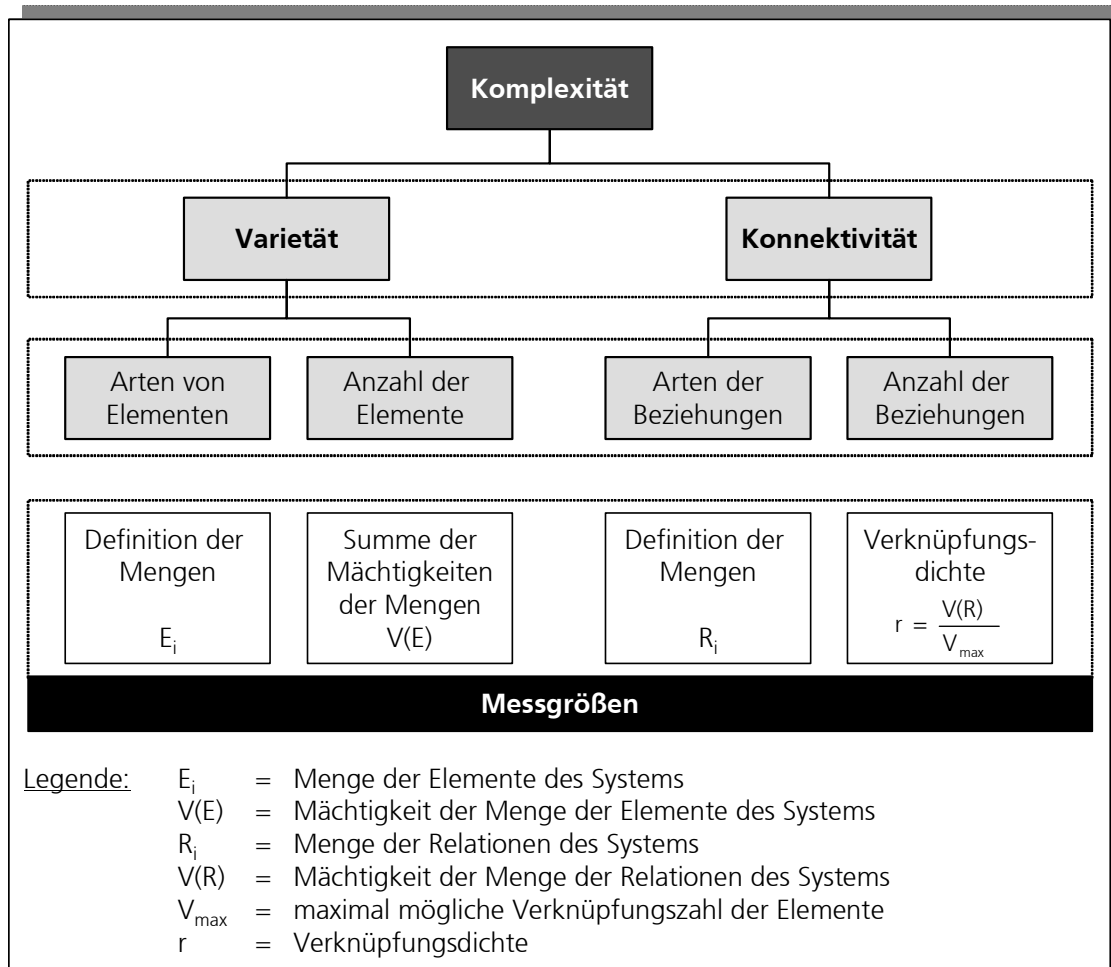 Komplexität
Varietät
Konnektivität
Arten von
Elementen
Anzahl der
Elemente
Arten der
Beziehungen
Anzahl der
Beziehungen
Definition der
Mengen
E_i
Summe der
Mächtigkeiten
der Mengen
V(E)
Definition der
Mengen
R_i
Verknüpfungs-
dichte
r = V(R) / V_max
Messgrößen
Legende: E_i = Menge der Elemente des Systems
V(E) = Mächtigkeit der Menge der Elemente des Systems
R_i = Menge der Relationen des Systems
V(R) = Mächtigkeit der Menge der Relationen des Systems
V_max = maximal mögliche Verknüpfungszahl der Elemente
r = Verknüpfungsdichte